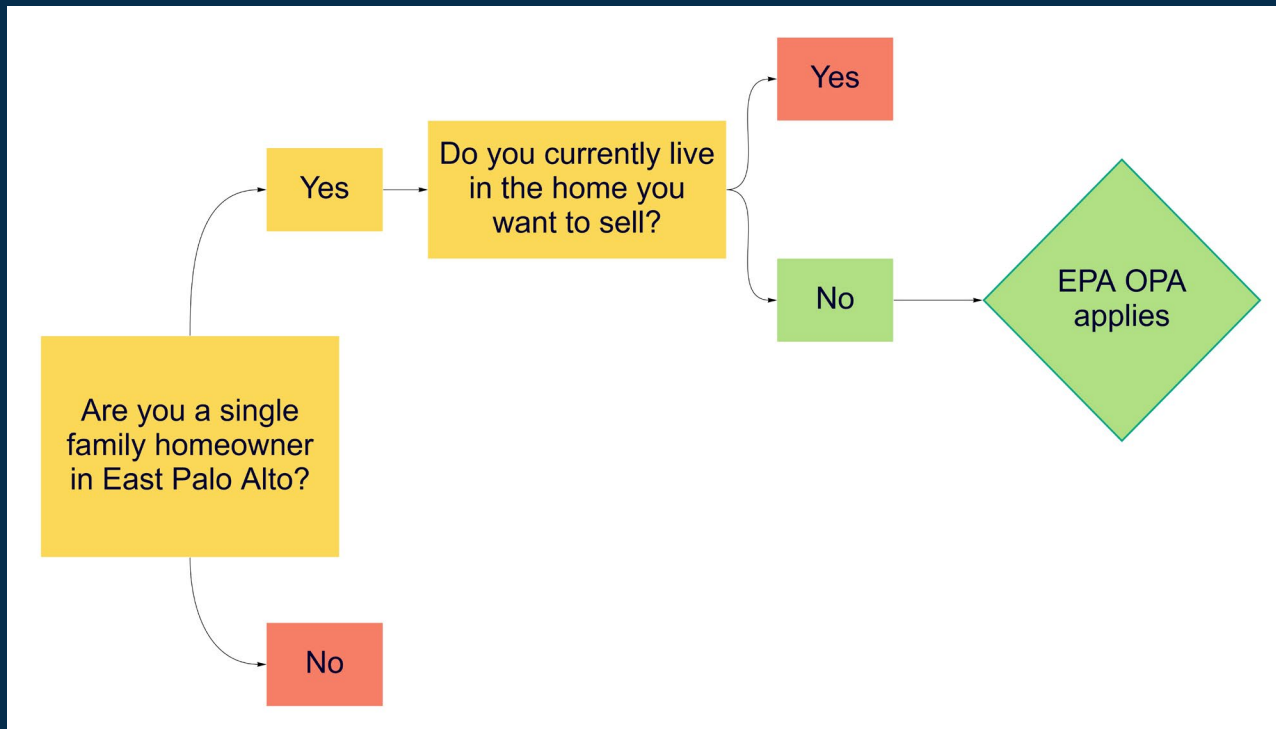 Are you a single
family homeowner
in East Palo Alto?
Yes
Do you currently live
in the home you
want to sell?
Yes
No
EPA OPA
applies
No